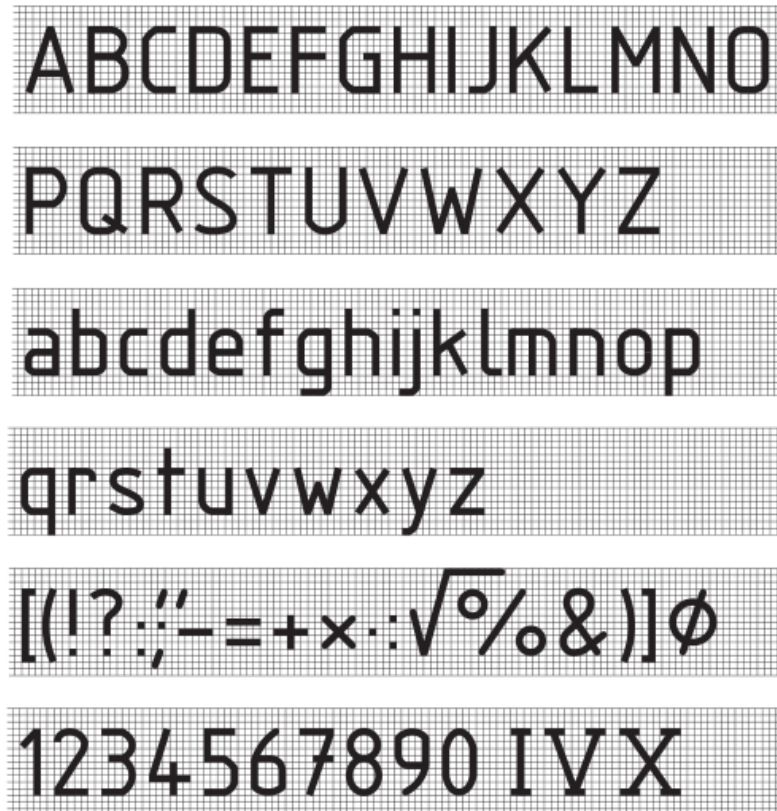 ABCDEFGHIJKLMNO
PQRSTUVWXYZ
abcdefghijklmnop
qrstuvwxyz
[(!?:;"−=+×·:√%&)]Ø
1234567890 I V X